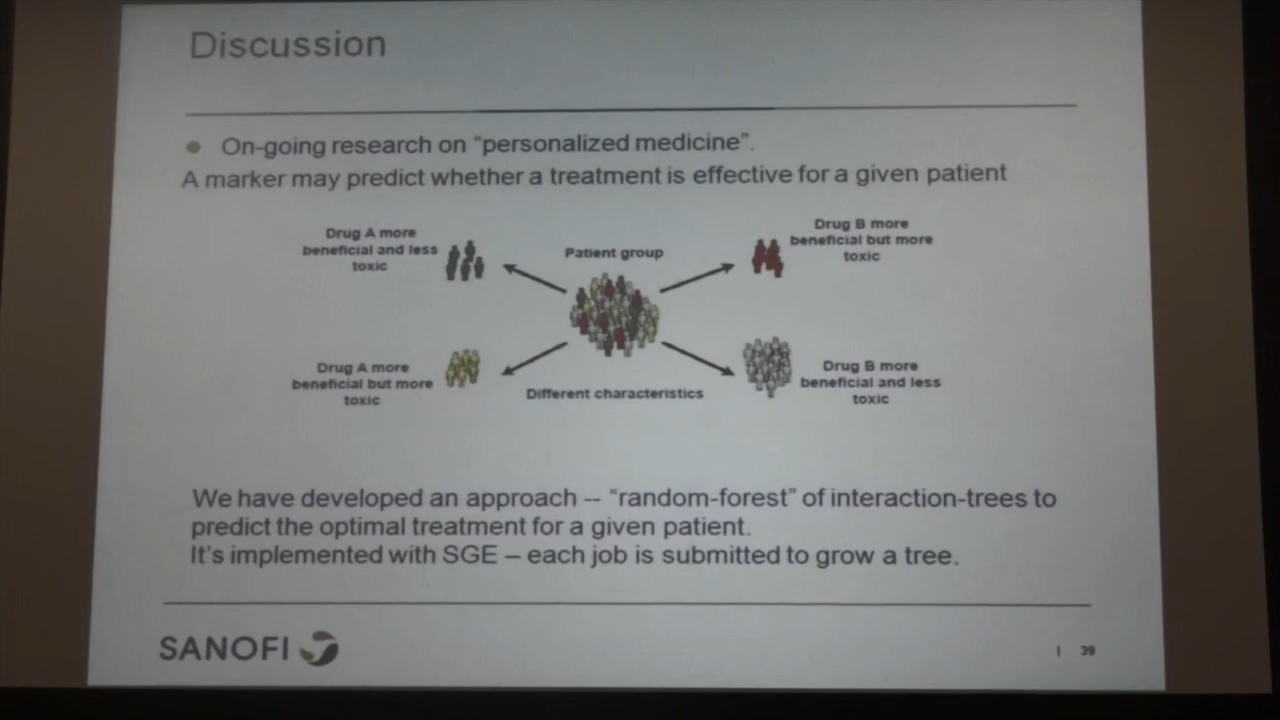 Discussion
On-going research on "personalized medicine".
A marker may predict whether a treatment is effective for a given patient
Drug A more
beneficial and less
toxic
Patient group
Drug B more
beneficial but more
toxic
Drug A more
beneficial but more
toxic
Different characteristics
Drug B more
beneficial and less
toxic
We have developed an approach -- "random-forest" of interaction-trees to
predict the optimal treatment for a given patient.
It's implemented with SGE – each job is submitted to grow a tree.
SANOFI
| 39